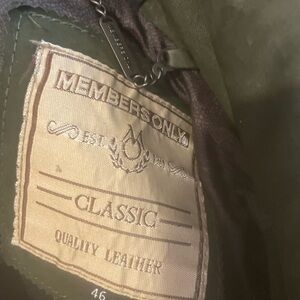 MEMBERS ONLY
EST
CLASSIC
QUALITY LEATHER
46